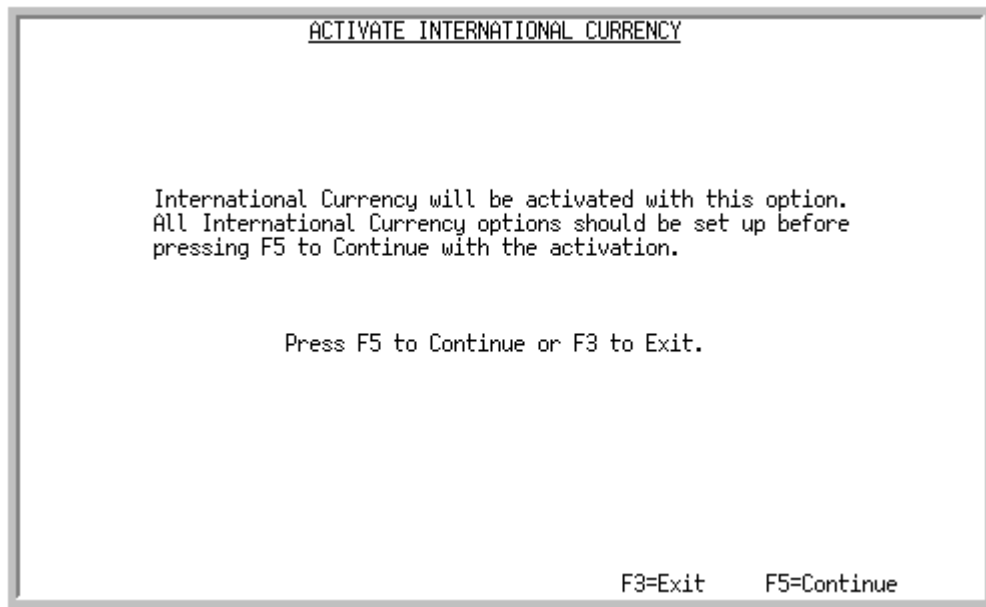 ACTIVATE INTERNATIONAL CURRENCY
International Currency will be activated with this option.
All International Currency options should be set up before
pressing F5 to Continue with the activation.
Press F5 to Continue or F3 to Exit.
F3=Exit F5=Continue